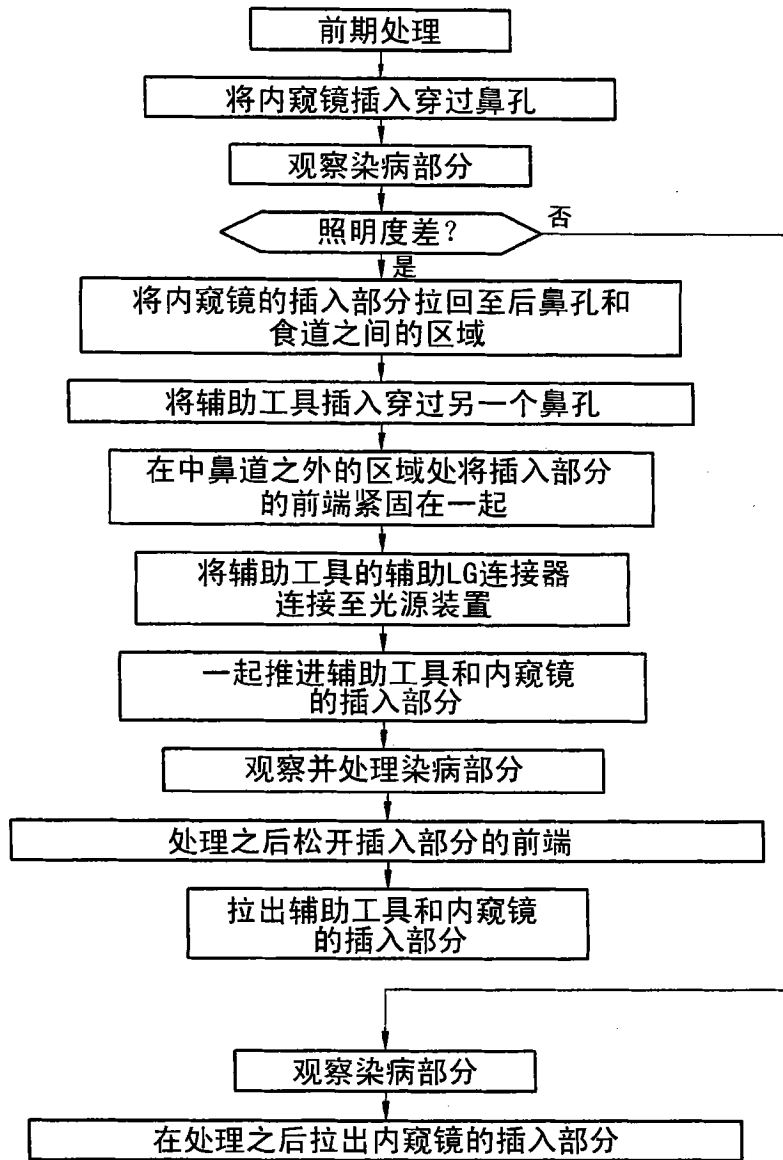 前期处理
将内窥镜插入穿过鼻孔
观察染病部分
照明度差?
否
是
将内窥镜的插入部分拉回至后鼻孔和
食道之间的区域
将辅助工具插入穿过另一个鼻孔
在中鼻道之外的区域处将插入部分
的前端紧固在一起
将辅助工具的辅助LG连接器
连接至光源装置
一起推进辅助工具和内窥镜
的插入部分
观察并处理染病部分
处理之后松开插入部分的前端
拉出辅助工具和内窥镜
的插入部分
观察染病部分
在处理之后拉出内窥镜的插入部分